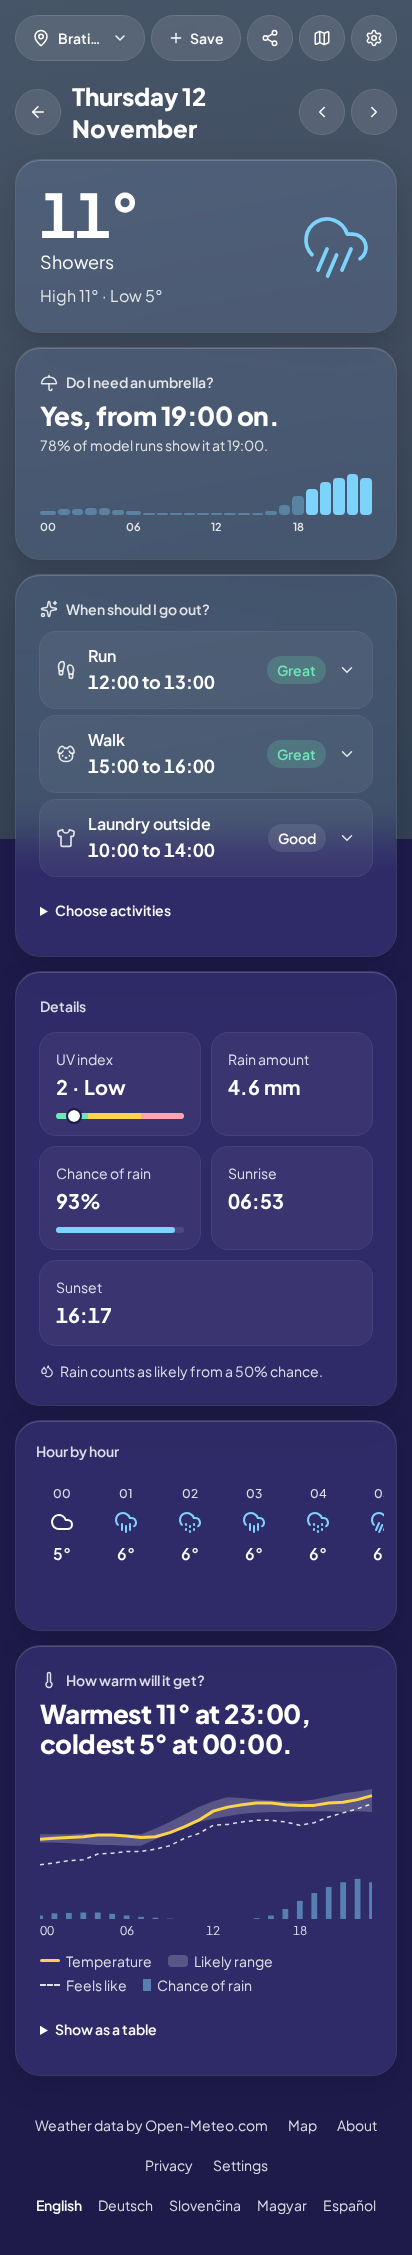 Brati...
Save
Thursday 12
November
11°
Showers
High 11° · Low 5°
Do I need an umbrella?
Yes, from 19:00 on.
78% of model runs show it at 19:00.
00 06 12 18
When should I go out?
Run
12:00 to 13:00
Great
Walk
15:00 to 16:00
Great
Laundry outside
10:00 to 14:00
Good
Choose activities
Details
UV index
2 · Low
Rain amount
4.6 mm
Chance of rain
93%
Sunrise
06:53
Sunset
16:17
Rain counts as likely from a 50% chance.
Hour by hour
00 01 02 03 04 0
5° 6° 6° 6° 6° 6
How warm will it get?
Warmest 11° at 23:00,
coldest 5° at 00:00.
00 06 12 18
Temperature Likely range
Feels like Chance of rain
Show as a table
Weather data by Open-Meteo.com Map About
Privacy Settings
English Deutsch Slovenčina Magyar Español